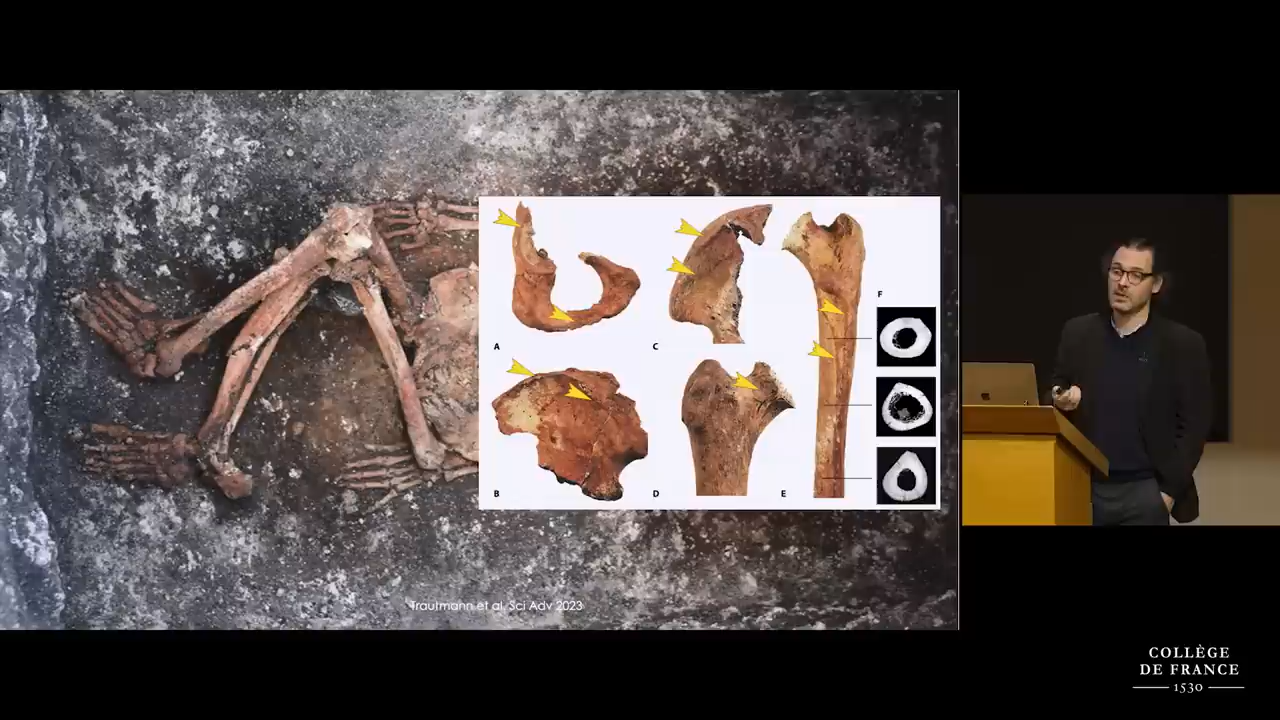 A
B
C
D
E
F
Trautmann et al. Sci Adv 2023
COLLÈGE
DE FRANCE
1530